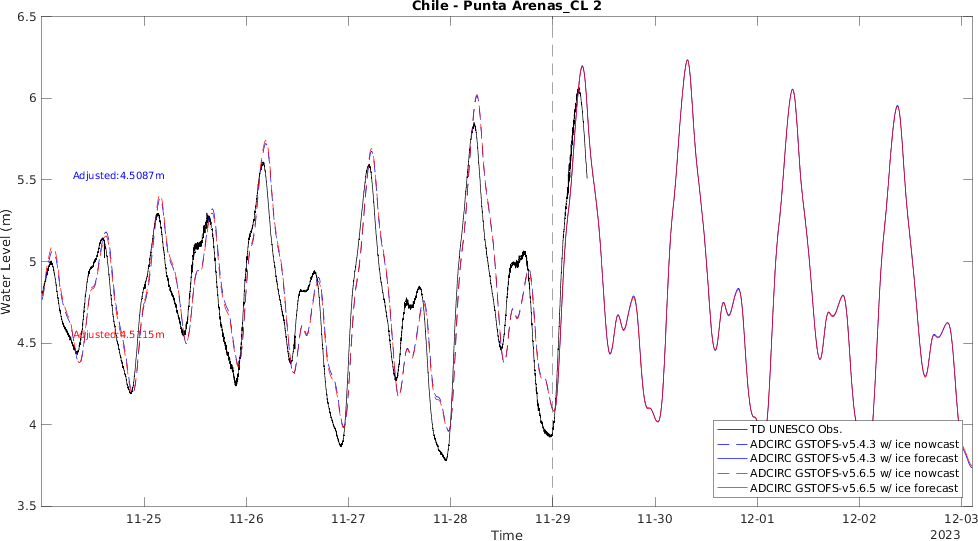 Chile - Punta Arenas_CL 2
6.5
6
5.5
5
4.5
4
3.5
Water Level (m)
Adjusted:4.5087m
Adjusted:4.5115m
TD UNESCO Obs.
ADCIRC GSTOFS-v5.4.3 w/ ice nowcast
ADCIRC GSTOFS-v5.4.3 w/ ice forecast
ADCIRC GSTOFS-v5.6.5 w/ ice nowcast
ADCIRC GSTOFS-v5.6.5 w/ ice forecast
11-25 11-26 11-27 11-28 11-29 11-30 12-01 12-02 12-03
Time
2023